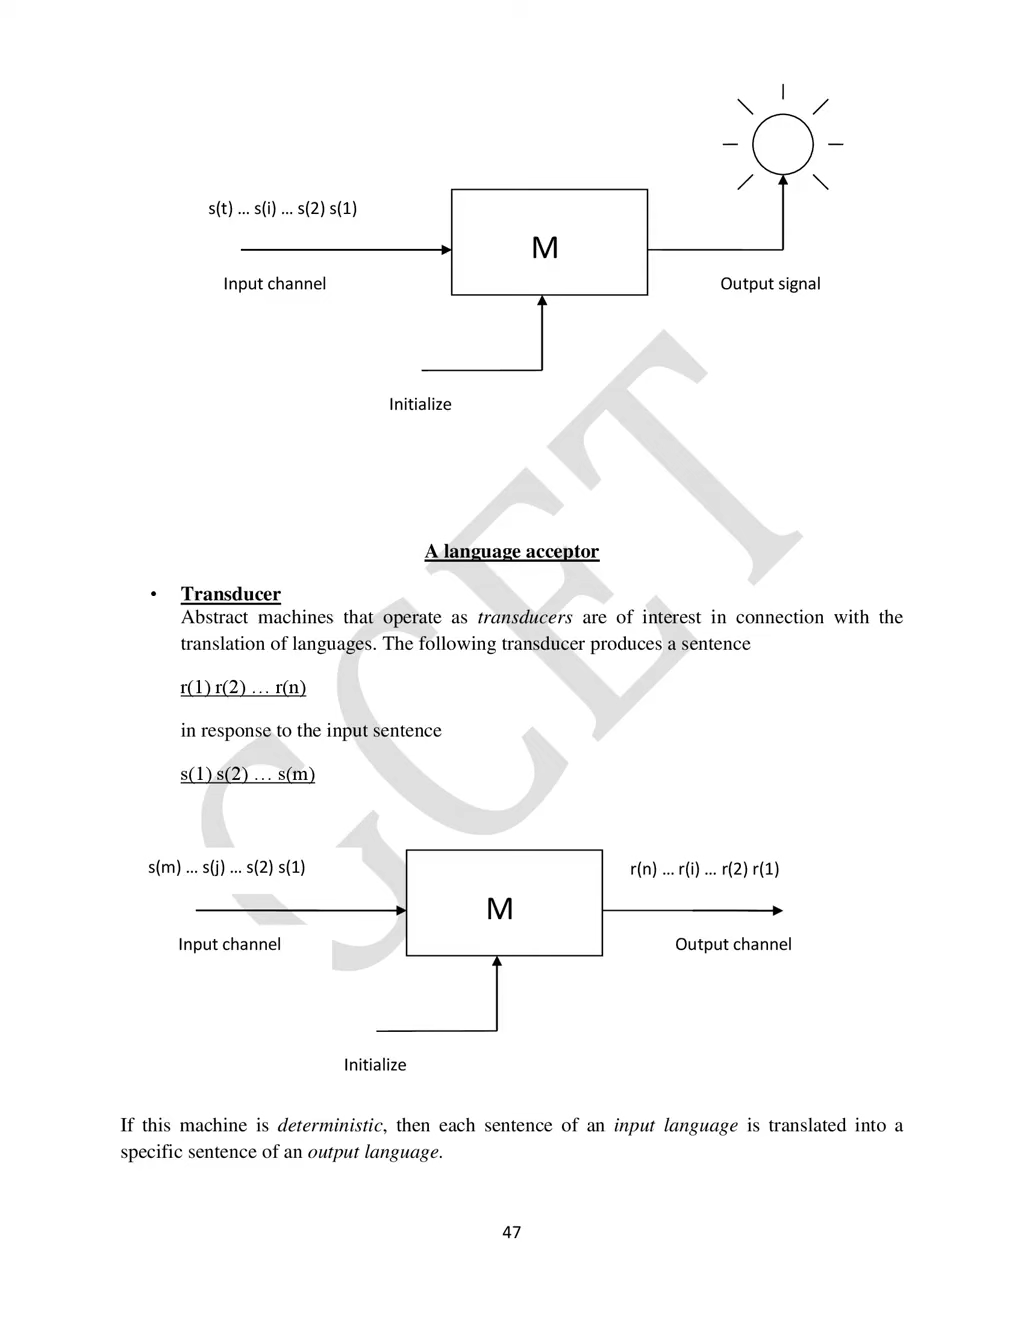 s(t) … s(i) … s(2) s(1)
M
Input channel
Output signal
Initialize
A language acceptor
• Transducer
Abstract machines that operate as transducers are of interest in connection with the
translation of languages. The following transducer produces a sentence
r(1) r(2) … r(n)
in response to the input sentence
s(1) s(2) … s(m)
s(m) … s(j) … s(2) s(1)
r(n) … r(i) … r(2) r(1)
M
Input channel
Output channel
Initialize
If this machine is deterministic, then each sentence of an input language is translated into a
specific sentence of an output language.
47
GCET